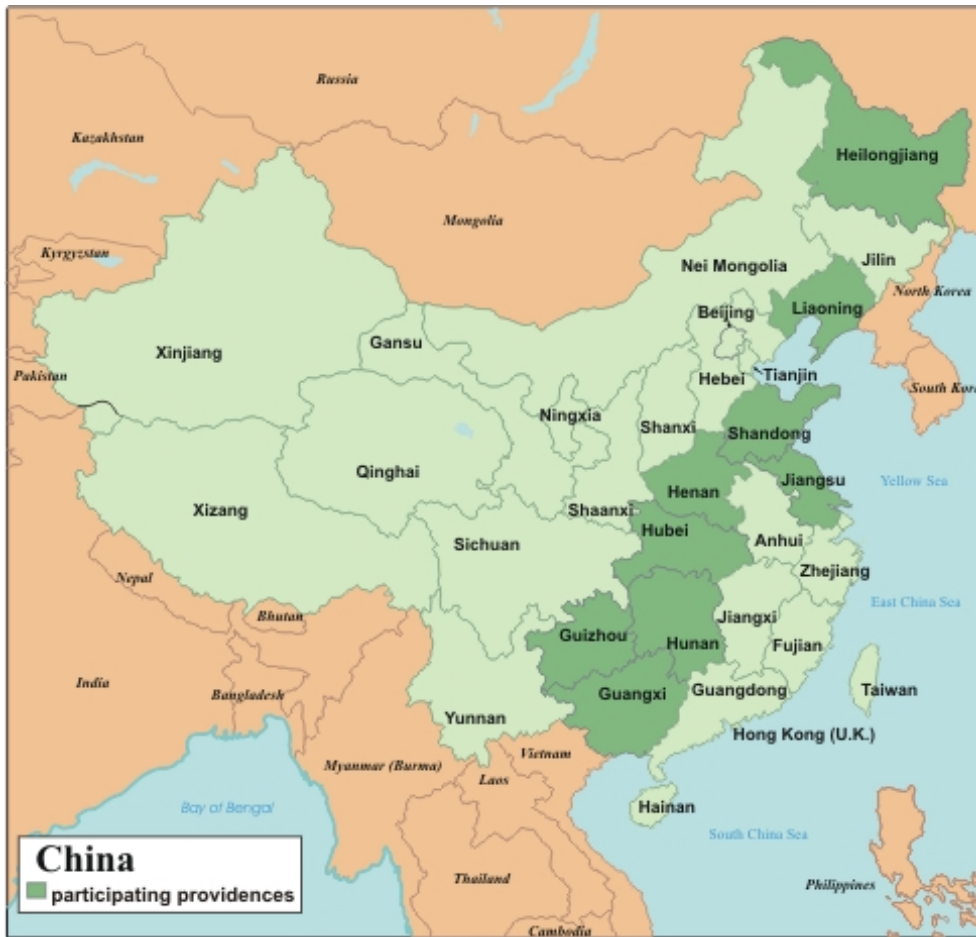 Russia
Kazakhstan
Heilongjiang
Mongolia
Kyrgyzstan
Jilin
Nei Mongolia
North Korea
Beijing
Liaoning
Gansu
Xinjiang
Pakistan
Hebei
Tianjin
South Kore
Ningxia
Shanxi
Shandong
Qinghai
Jiangsu
Yellow Sea
Henan
Xizang
Shaanxi
Hubei
Sichuan
Anhui
Zhejiang
Nepal
East China Sea
Bhutan
Jiangxi
Guizhou
Hunan
Fujian
India
Bangladesh
Guangxi
Guangdong
Taiwan
Yunnan
Hong Kong (U.K.)
Vietnam
Myanmar (Burma)
Laos
Bay of Bengal
Hainan
South China Sea
China
participating providences
Thailand
Philippines
Cambodia